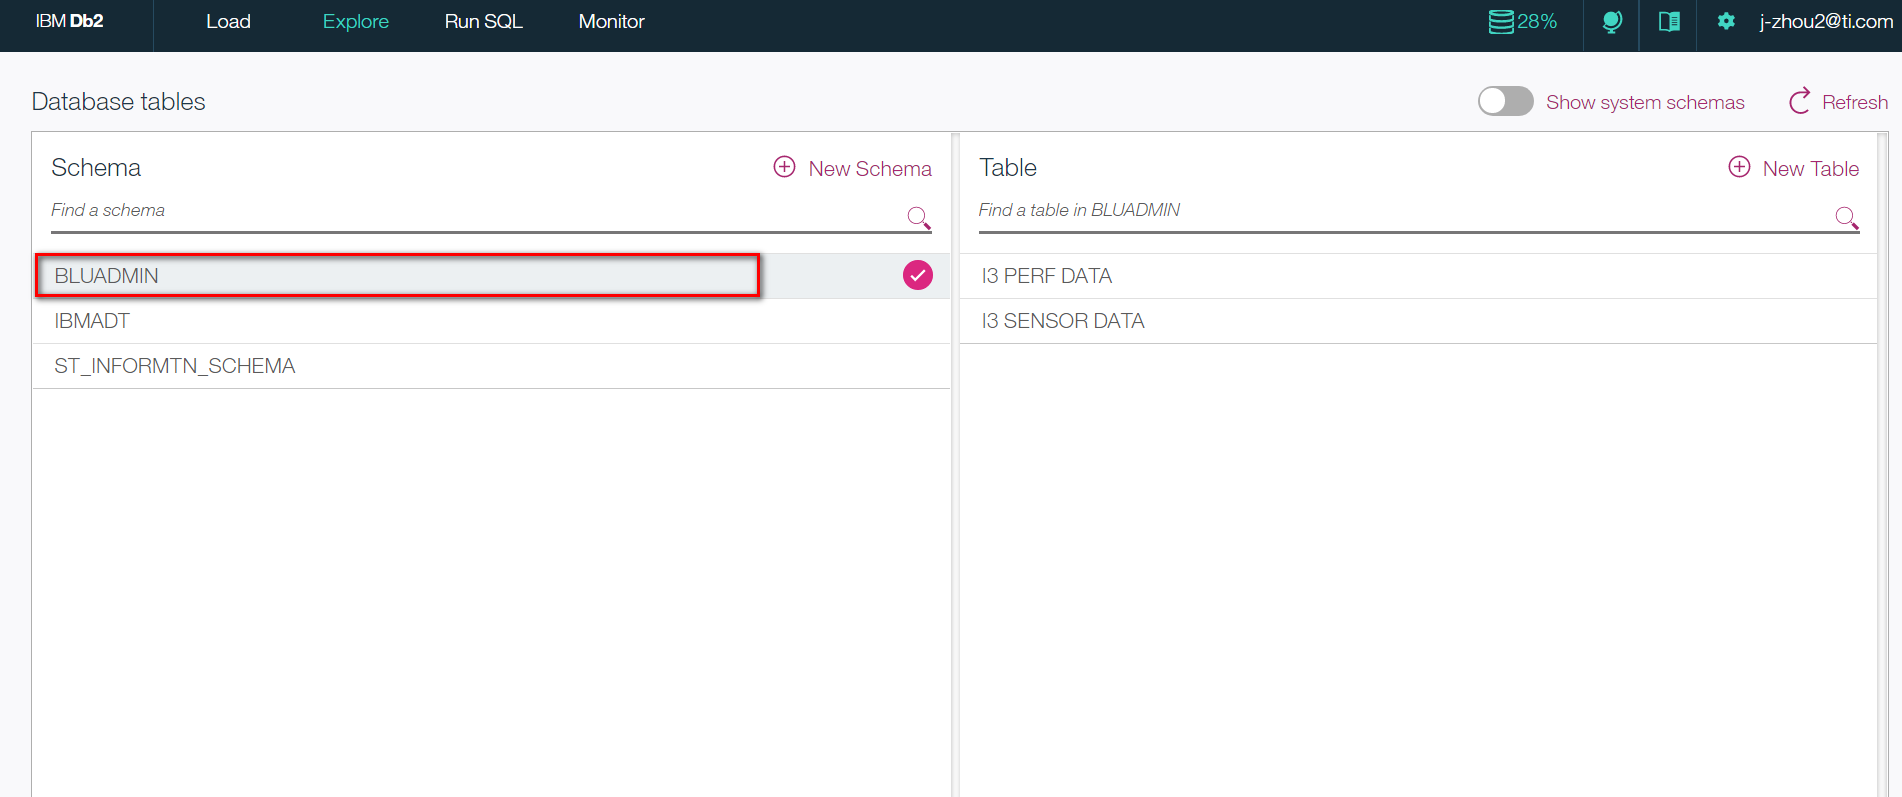 IBM Db2 Load Explore Run SQL Monitor 28% j-zhou2@ti.com
Database tables Show system schemas Refresh
Schema New Schema
Find a schema
BLUADMIN
IBMADT
ST_INFORMTN_SCHEMA
Table New Table
Find a table in BLUADMIN
I3 PERF DATA
I3 SENSOR DATA